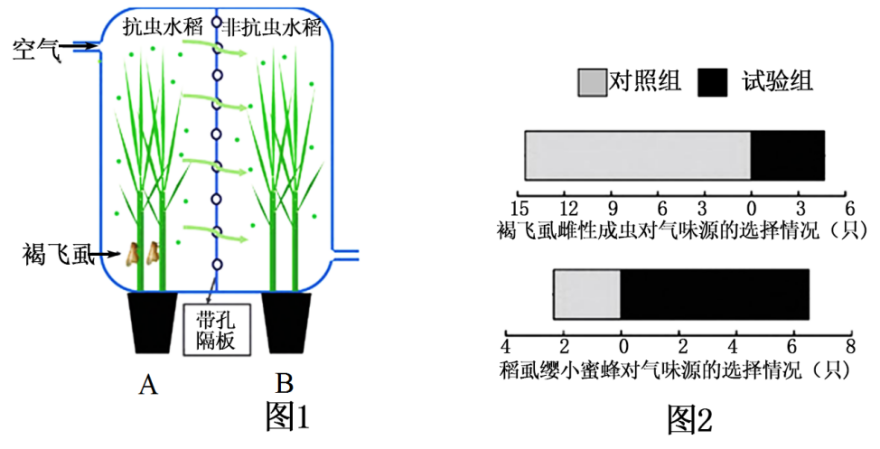 抗虫水稻
非抗虫水稻
空气
褐飞虱
带孔
隔板
A
B
图1
对照组
试验组
15 12 9 6 3 0 3 6
褐飞虱雌性成虫对气味源的选择情况（只）
4 2 0 2 4 6 8
稻虱缨小蜜蜂对气味源的选择情况（只）
图2